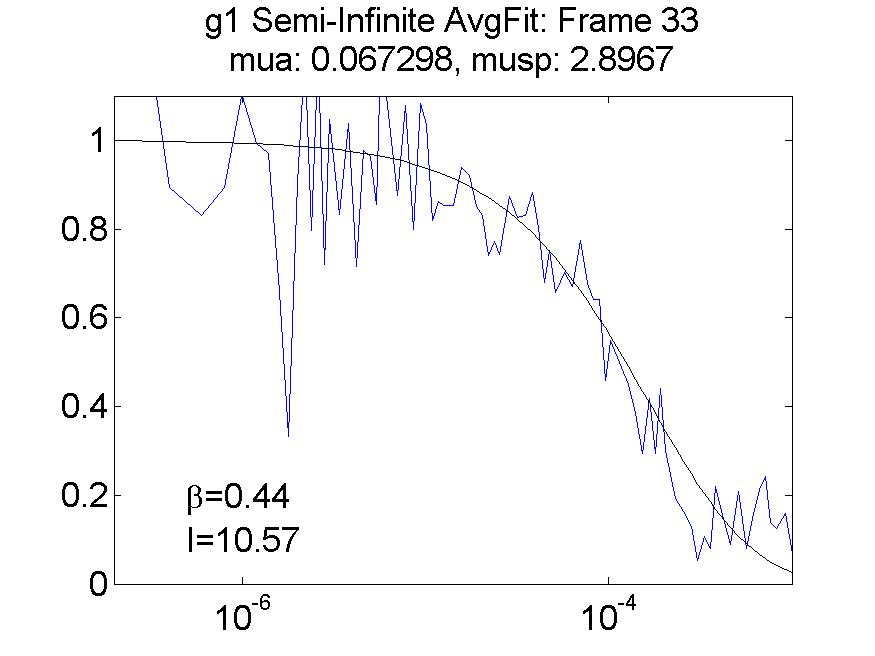 g1 Semi-Infinite AvgFit: Frame 33
mua: 0.067298, musp: 2.8967
1
0.8
0.6
0.4
0.2
0
β=0.44
I=10.57
10^-6
10^-4